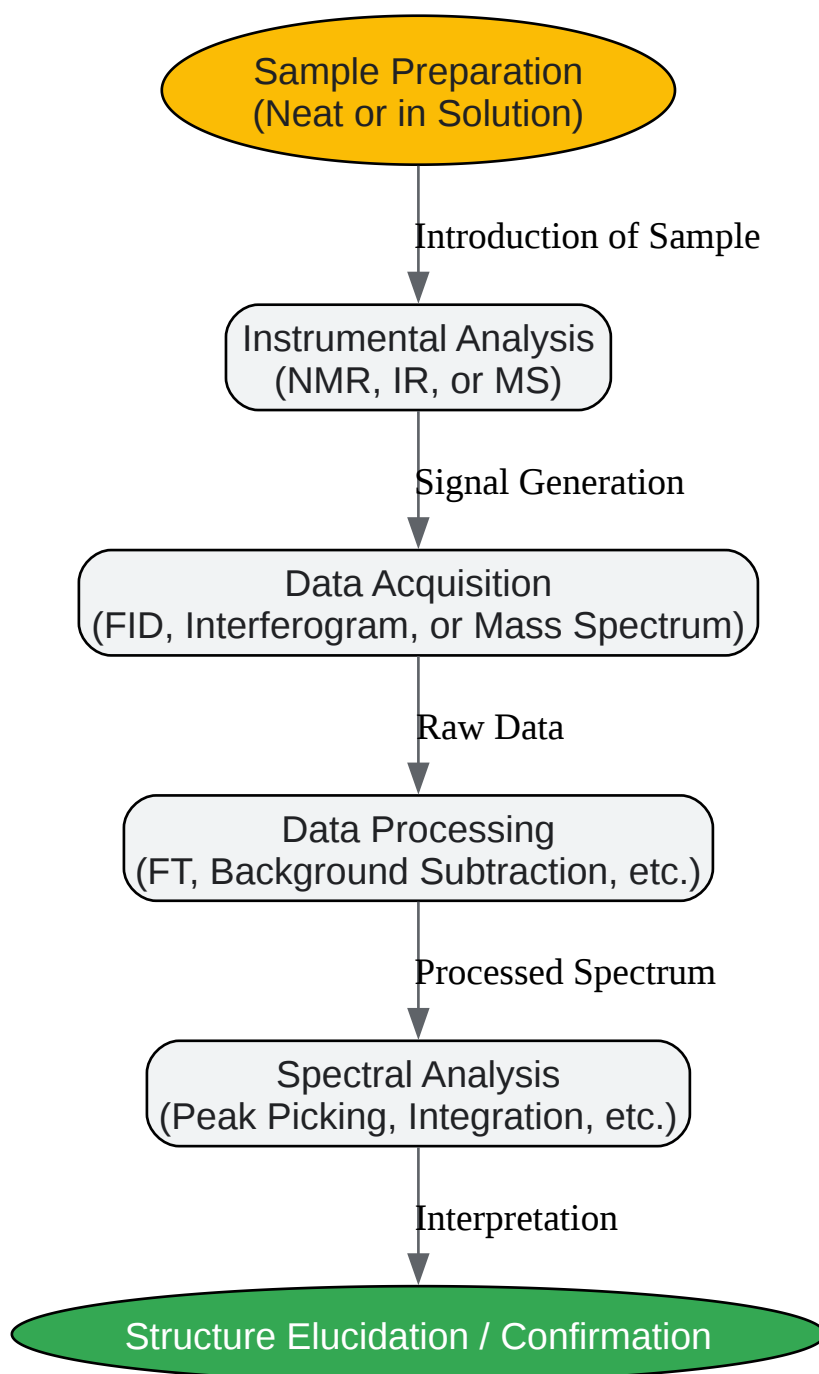 Sample Preparation
(Neat or in Solution)
Introduction of Sample
Instrumental Analysis
(NMR, IR, or MS)
Signal Generation
Data Acquisition
(FID, Interferogram, or Mass Spectrum)
Raw Data
Data Processing
(FT, Background Subtraction, etc.)
Processed Spectrum
Spectral Analysis
(Peak Picking, Integration, etc.)
Interpretation
Structure Elucidation / Confirmation